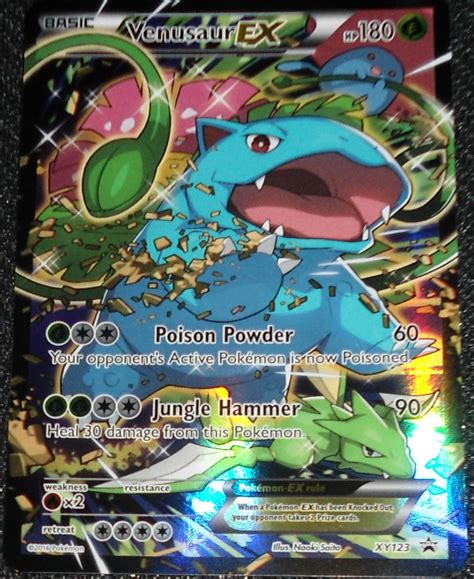 BASIC
Venusaur EX
HP180
Poison Powder 60
Your opponent's Active Pokémon is now Poisoned.
Jungle Hammer 90
Heal 30 damage from this Pokémon.
weakness resistance
×2
Pokémon-EX rule
When a Pokémon-EX has been Knocked Out,
your opponent takes 2 Prize cards.
retreat
©2016 Pokémon
Illus. Naoki Saito
XY123